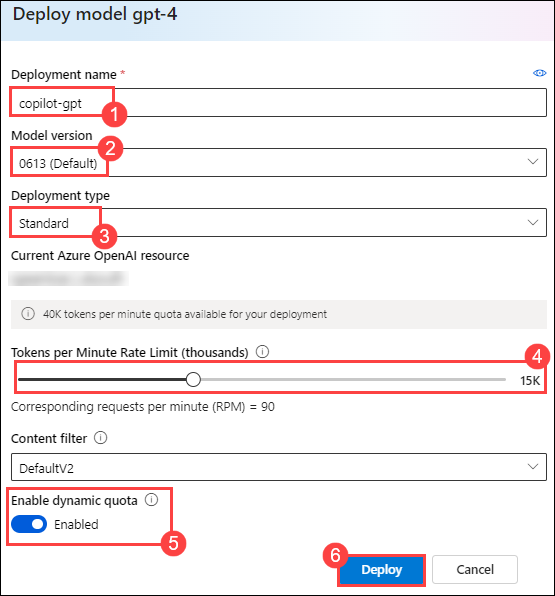 Deploy model gpt-4
Deployment name *
copilot-gpt
1
Model version
2
0613 (Default)
Deployment type
Standard
3
Current Azure OpenAI resource
40K tokens per minute quota available for your deployment
Tokens per Minute Rate Limit (thousands)
4
15K
Corresponding requests per minute (RPM) = 90
Content filter
DefaultV2
Enable dynamic quota
Enabled
5
6
Deploy
Cancel